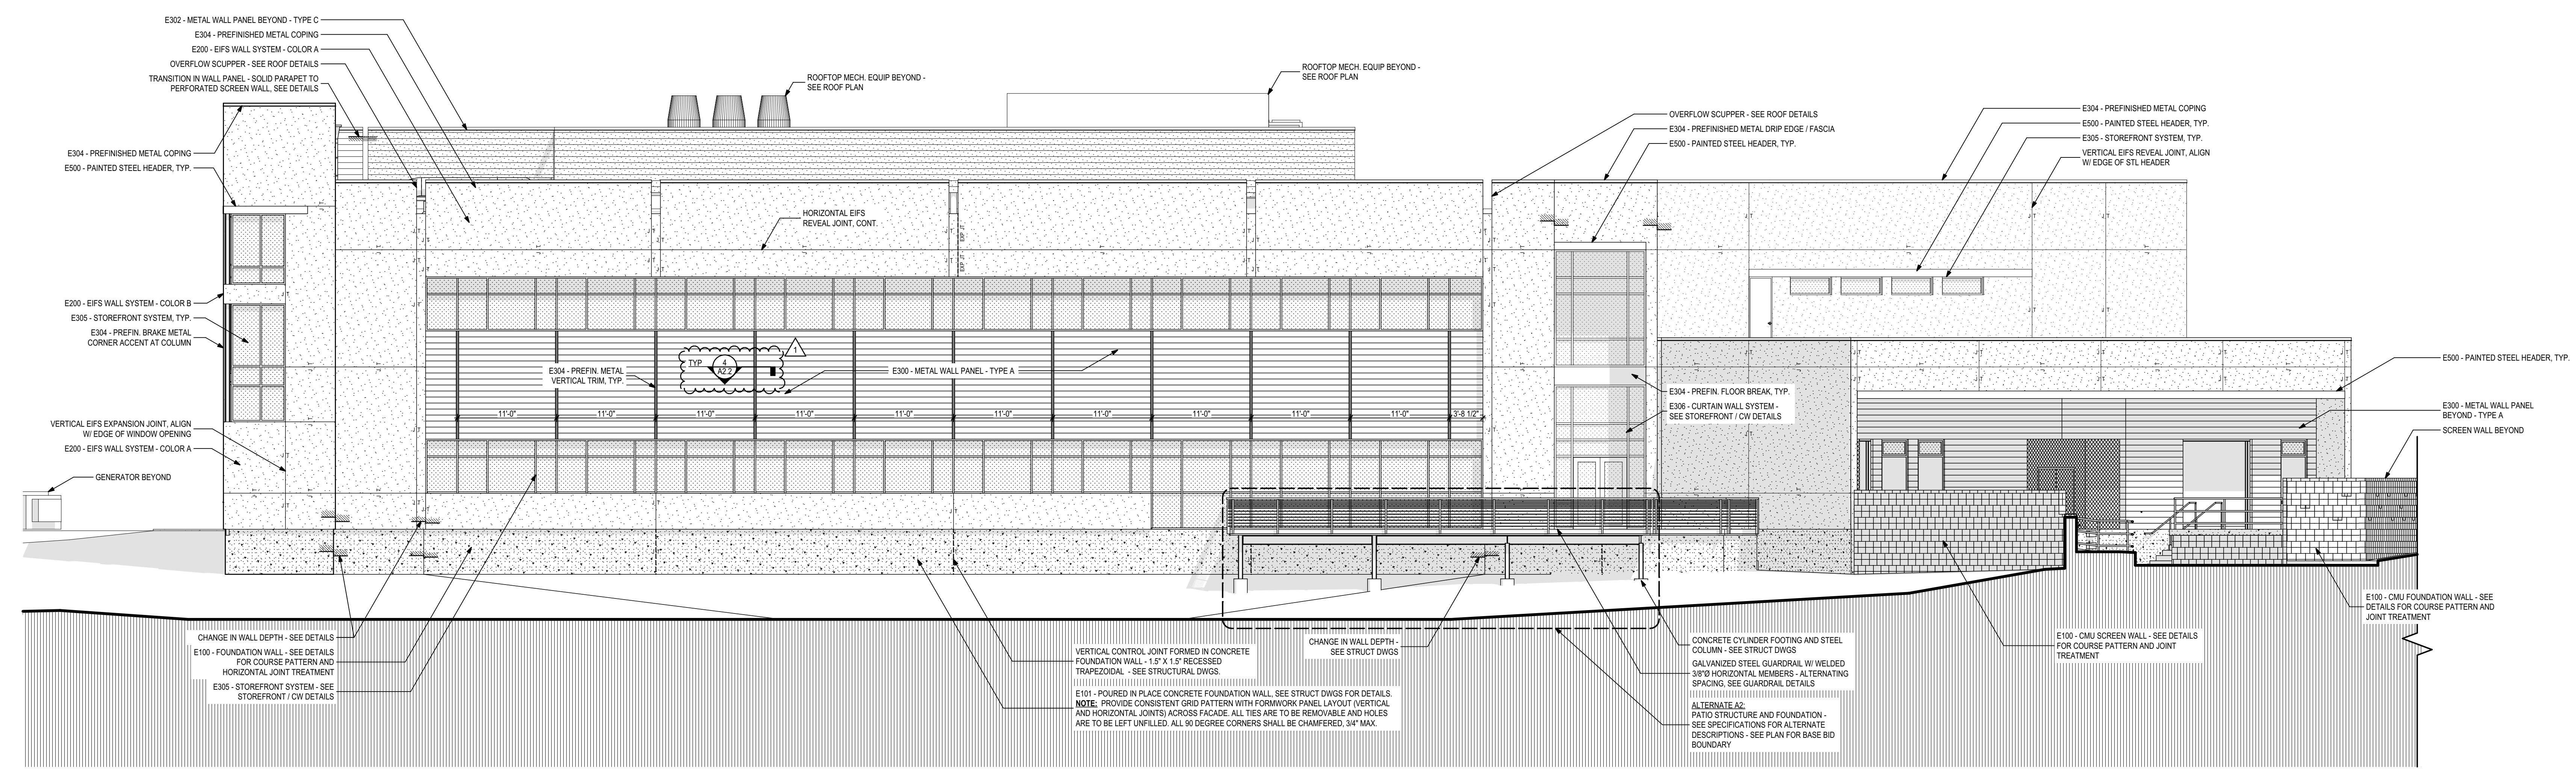 E302 - METAL WALL PANEL BEYOND - TYPE C
E304 - PREFINISHED METAL COPING
E200 - EIFS WALL SYSTEM - COLOR A
OVERFLOW SCUPPER - SEE ROOF DETAILS
TRANSITION IN WALL PANEL - SOLID PARAPET TO
PERFORATED SCREEN WALL, SEE DETAILS
E304 - PREFINISHED METAL COPING
E500 - PAINTED STEEL HEADER, TYP.
E200 - EIFS WALL SYSTEM - COLOR B
E305 - STOREFRONT SYSTEM, TYP.
E304 - PREFIN. BRAKE METAL
CORNER ACCENT AT COLUMN
VERTICAL EIFS EXPANSION JOINT, ALIGN
W/ EDGE OF WINDOW OPENING
E200 - EIFS WALL SYSTEM - COLOR A
GENERATOR BEYOND
ROOFTOP MECH. EQUIP BEYOND -
SEE ROOF PLAN
ROOFTOP MECH. EQUIP BEYOND -
SEE ROOF PLAN
HORIZONTAL EIFS
REVEAL JOINT, CONT.
EXP JT
EXP JT
TYP
4
A2.2
1
E304 - PREFIN. METAL
VERTICAL TRIM, TYP.
E300 - METAL WALL PANEL - TYPE A
11'-0" 11'-0" 11'-0" 11'-0" 11'-0" 11'-0" 11'-0" 11'-0" 11'-0" 11'-0" 3'-8 1/2"
OVERFLOW SCUPPER - SEE ROOF DETAILS
E304 - PREFINISHED METAL DRIP EDGE / FASCIA
E500 - PAINTED STEEL HEADER, TYP.
E304 - PREFINISHED METAL COPING
E500 - PAINTED STEEL HEADER, TYP.
E305 - STOREFRONT SYSTEM, TYP.
VERTICAL EIFS REVEAL JOINT, ALIGN
W/ EDGE OF STL HEADER
E304 - PREFIN. FLOOR BREAK, TYP.
E306 - CURTAIN WALL SYSTEM -
SEE STOREFRONT / CW DETAILS
E500 - PAINTED STEEL HEADER, TYP.
E300 - METAL WALL PANEL
BEYOND - TYPE A
SCREEN WALL BEYOND
E100 - CMU FOUNDATION WALL - SEE
DETAILS FOR COURSE PATTERN AND
JOINT TREATMENT
E100 - CMU SCREEN WALL - SEE DETAILS
FOR COURSE PATTERN AND JOINT
TREATMENT
CHANGE IN WALL DEPTH - SEE DETAILS
E100 - FOUNDATION WALL - SEE DETAILS
FOR COURSE PATTERN AND
HORIZONTAL JOINT TREATMENT
E305 - STOREFRONT SYSTEM - SEE
STOREFRONT / CW DETAILS
VERTICAL CONTROL JOINT FORMED IN CONCRETE
FOUNDATION WALL - 1.5" X 1.5" RECESSED
TRAPEZOIDAL - SEE STRUCTURAL DWGS.
E101 - POURED IN PLACE CONCRETE FOUNDATION WALL, SEE STRUCT DWGS FOR DETAILS.
NOTE: PROVIDE CONSISTENT GRID PATTERN WITH FORMWORK PANEL LAYOUT (VERTICAL
AND HORIZONTAL JOINTS) ACROSS FACADE. ALL TIES ARE TO BE REMOVABLE AND HOLES
ARE TO BE LEFT UNFILLED. ALL 90 DEGREE CORNERS SHALL BE CHAMFERED, 3/4" MAX.
CHANGE IN WALL DEPTH -
SEE STRUCT DWGS
CONCRETE CYLINDER FOOTING AND STEEL
COLUMN - SEE STRUCT DWGS
GALVANIZED STEEL GUARDRAIL W/ WELDED
3/8"Ø HORIZONTAL MEMBERS - ALTERNATING
SPACING, SEE GUARDRAIL DETAILS
ALTERNATE A2:
PATIO STRUCTURE AND FOUNDATION -
SEE SPECIFICATIONS FOR ALTERNATE
DESCRIPTIONS - SEE PLAN FOR BASE BID
BOUNDARY